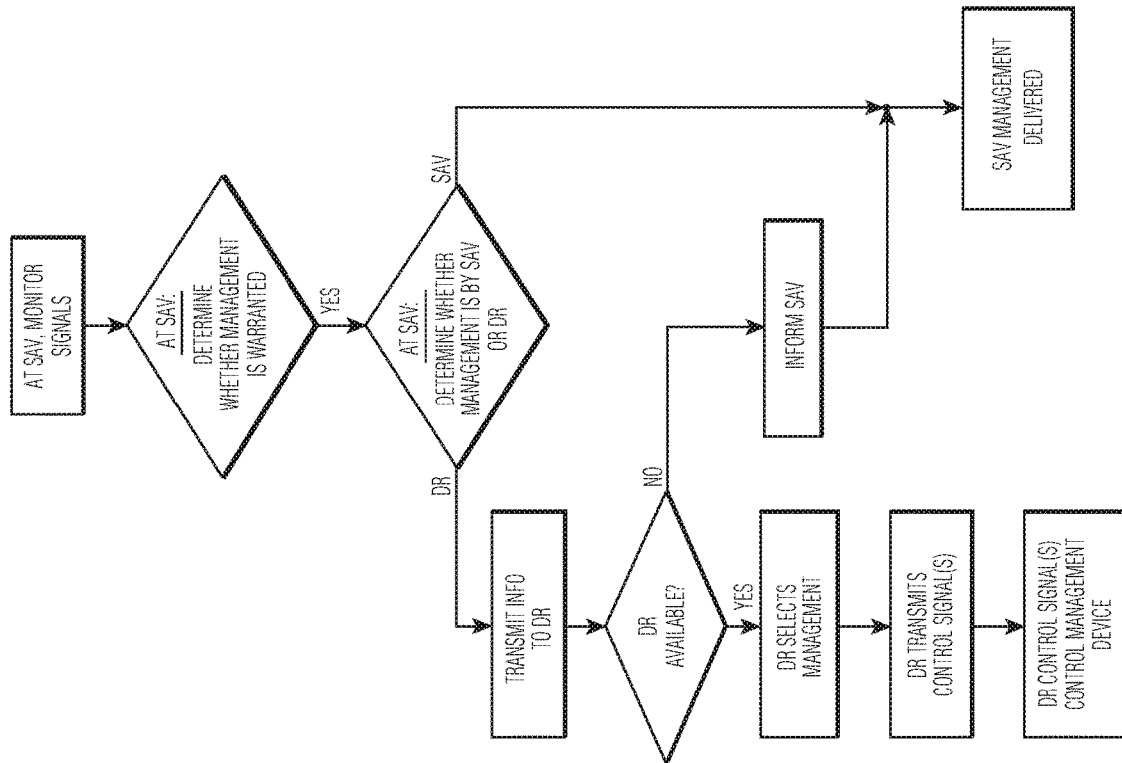 AT SAV, MONITOR
SIGNALS
AT SAV:
DETERMINE
WHETHER MANAGEMENT
IS WARRANTED
YES
AT SAV:
DETERMINE WHETHER
MANAGEMENT IS BY SAV
OR DR
DR
SAV
TRANSMIT INFO
TO DR
DR
AVAILABLE?
NO
YES
INFORM SAV
DR SELECTS
MANAGEMENT
DR TRANSMITS
CONTROL SIGNAL(S)
DR CONTROL SIGNAL(S)
CONTROL MANAGEMENT
DEVICE
SAV MANAGEMENT
DELIVERED